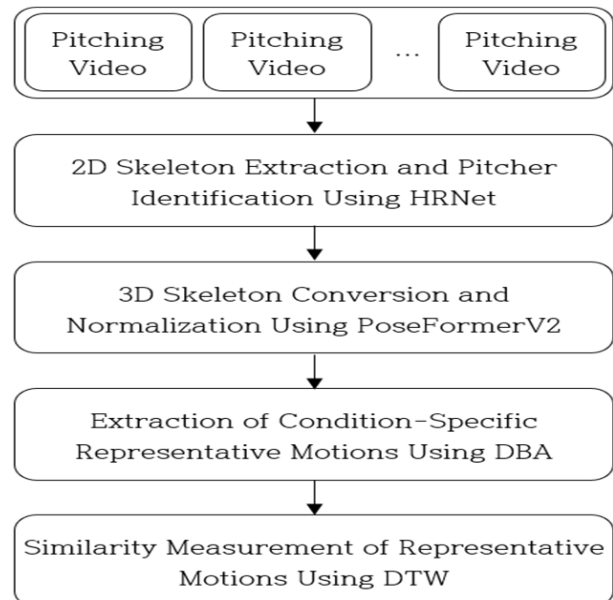 Pitching Video
Pitching Video
...
Pitching Video
2D Skeleton Extraction and Pitcher
Identification Using HRNet
3D Skeleton Conversion and
Normalization Using PoseFormerV2
Extraction of Condition-Specific
Representative Motions Using DBA
Similarity Measurement of Representative
Motions Using DTW